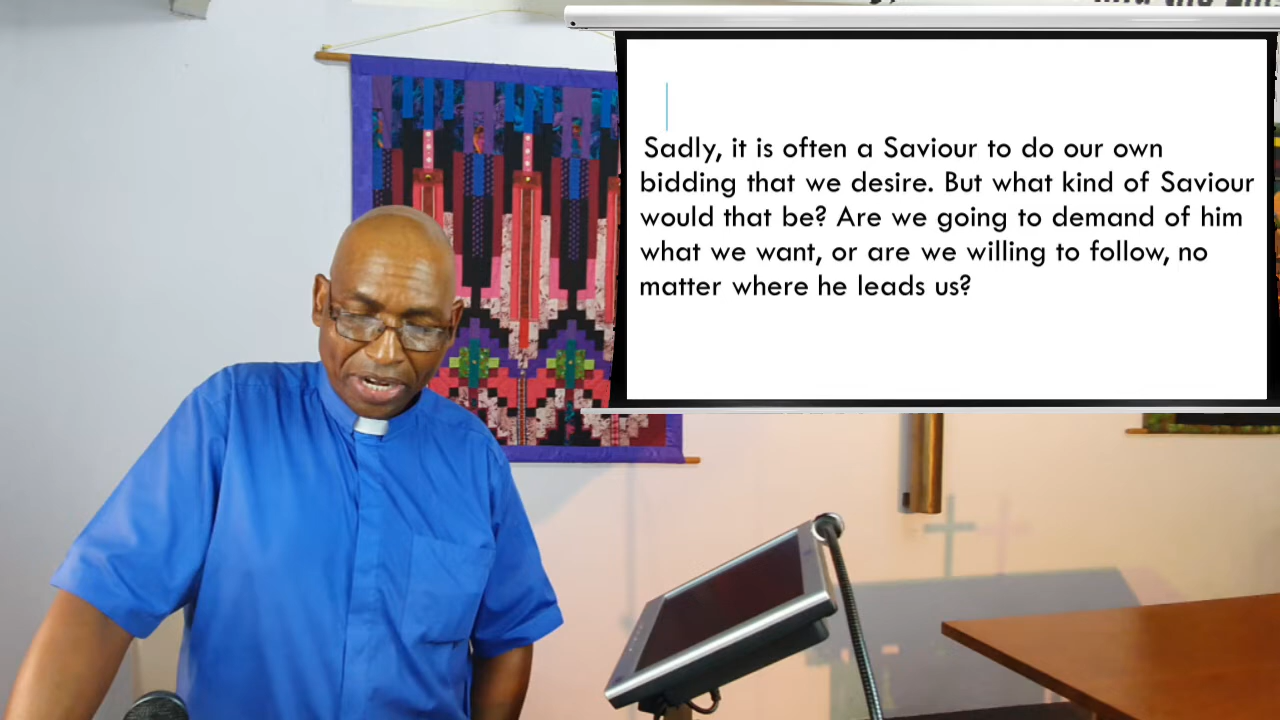 Sadly, it is often a Saviour to do our own
bidding that we desire. But what kind of Saviour
would that be? Are we going to demand of him
what we want, or are we willing to follow, no
matter where he leads us?